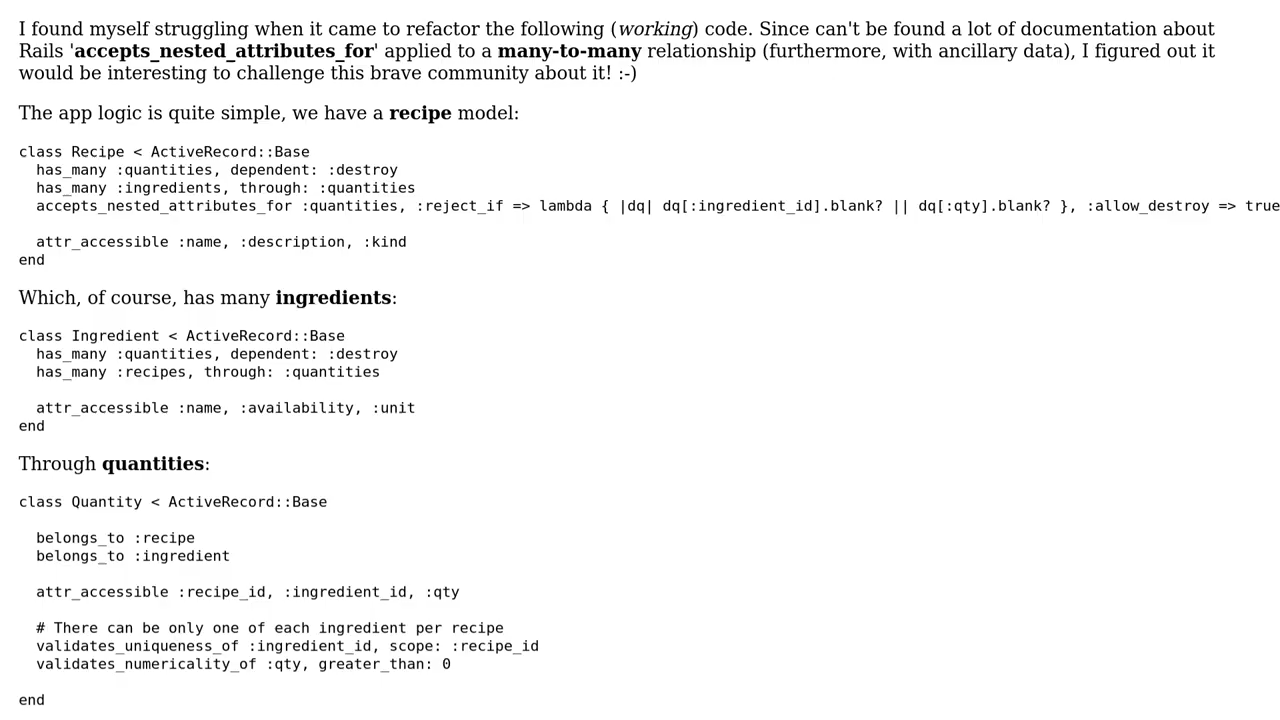 I found myself struggling when it came to refactor the following (working) code. Since can't be found a lot of documentation about
Rails 'accepts_nested_attributes_for' applied to a many-to-many relationship (furthermore, with ancillary data), I figured out it
would be interesting to challenge this brave community about it! :-)
The app logic is quite simple, we have a recipe model:
class Recipe < ActiveRecord::Base
  has_many :quantities, dependent: :destroy
  has_many :ingredients, through: :quantities
  accepts_nested_attributes_for :quantities, :reject_if => lambda { |dq| dq[:ingredient_id].blank? || dq[:qty].blank? }, :allow_destroy => true
  attr_accessible :name, :description, :kind
end
Which, of course, has many ingredients:
class Ingredient < ActiveRecord::Base
  has_many :quantities, dependent: :destroy
  has_many :recipes, through: :quantities
  attr_accessible :name, :availability, :unit
end
Through quantities:
class Quantity < ActiveRecord::Base
  belongs_to :recipe
  belongs_to :ingredient
  attr_accessible :recipe_id, :ingredient_id, :qty
  # There can be only one of each ingredient per recipe
  validates_uniqueness_of :ingredient_id, scope: :recipe_id
  validates_numericality_of :qty, greater_than: 0
end